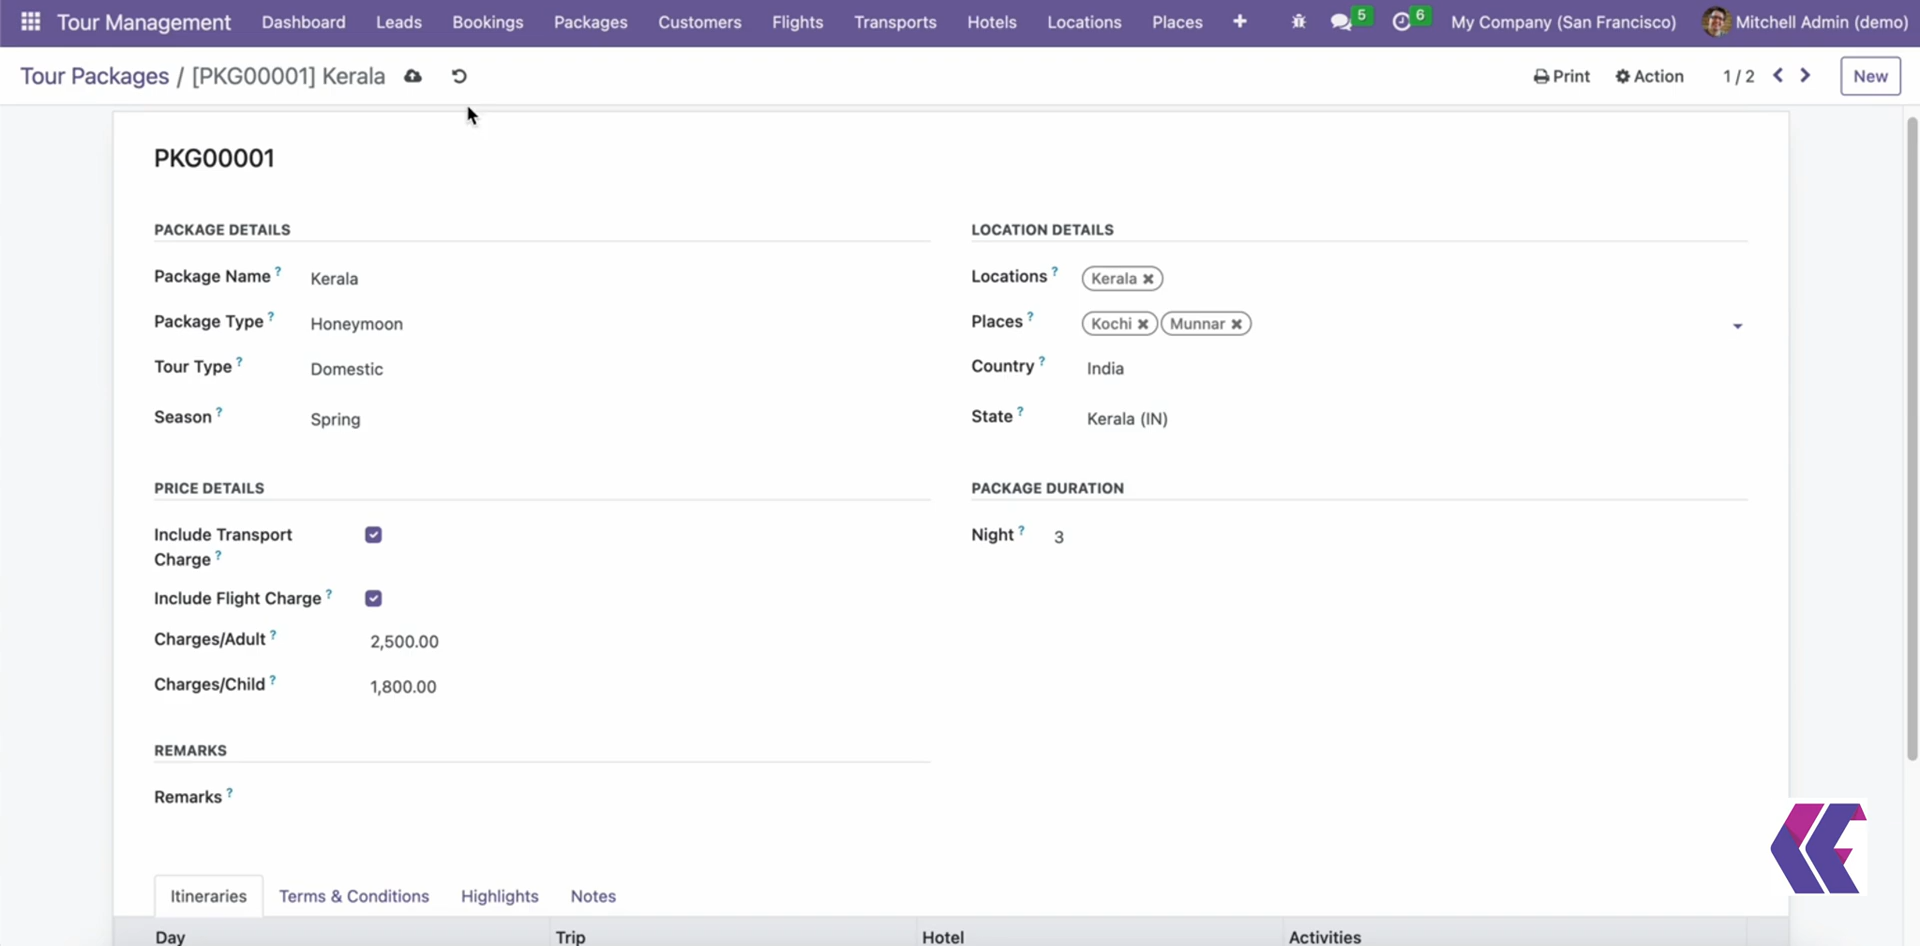 Tour Management Dashboard Leads Bookings Packages Customers Flights Transports Hotels Locations Places + 5 6 My Company (San Francisco) Mitchell Admin (demo)
Tour Packages / [PKG00001] Kerala Print Action 1 / 2 New
PKG00001
PACKAGE DETAILS
Package Name ? Kerala
Package Type ? Honeymoon
Tour Type ? Domestic
Season ? Spring
LOCATION DETAILS
Locations ? Kerala
Places ? Kochi Munnar
Country ? India
State ? Kerala (IN)
PRICE DETAILS
Include Transport
Charge ?
Include Flight Charge ?
Charges/Adult ? 2,500.00
Charges/Child ? 1,800.00
PACKAGE DURATION
Night ? 3
REMARKS
Remarks ?
Itineraries Terms & Conditions Highlights Notes
Day Trip Hotel Activities